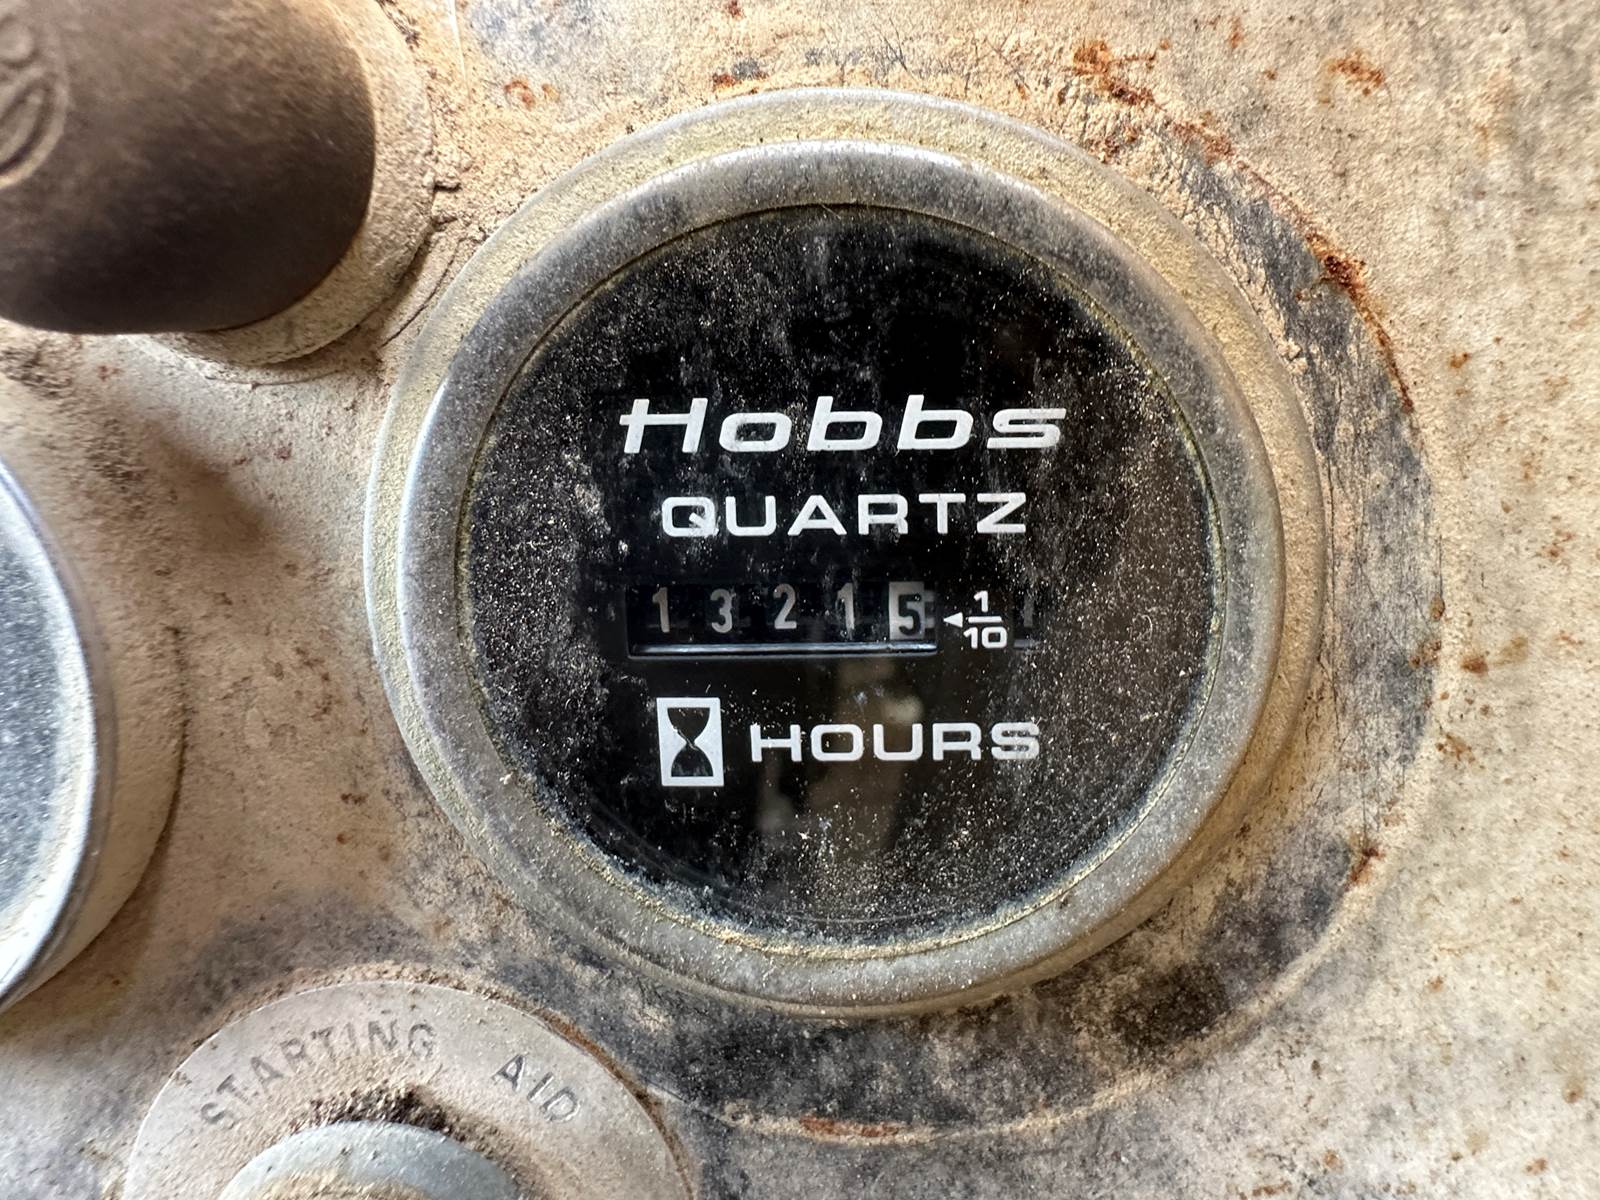 Hobbs
QUARTZ
13215 ◄1/10
HOURS
STARTING AID